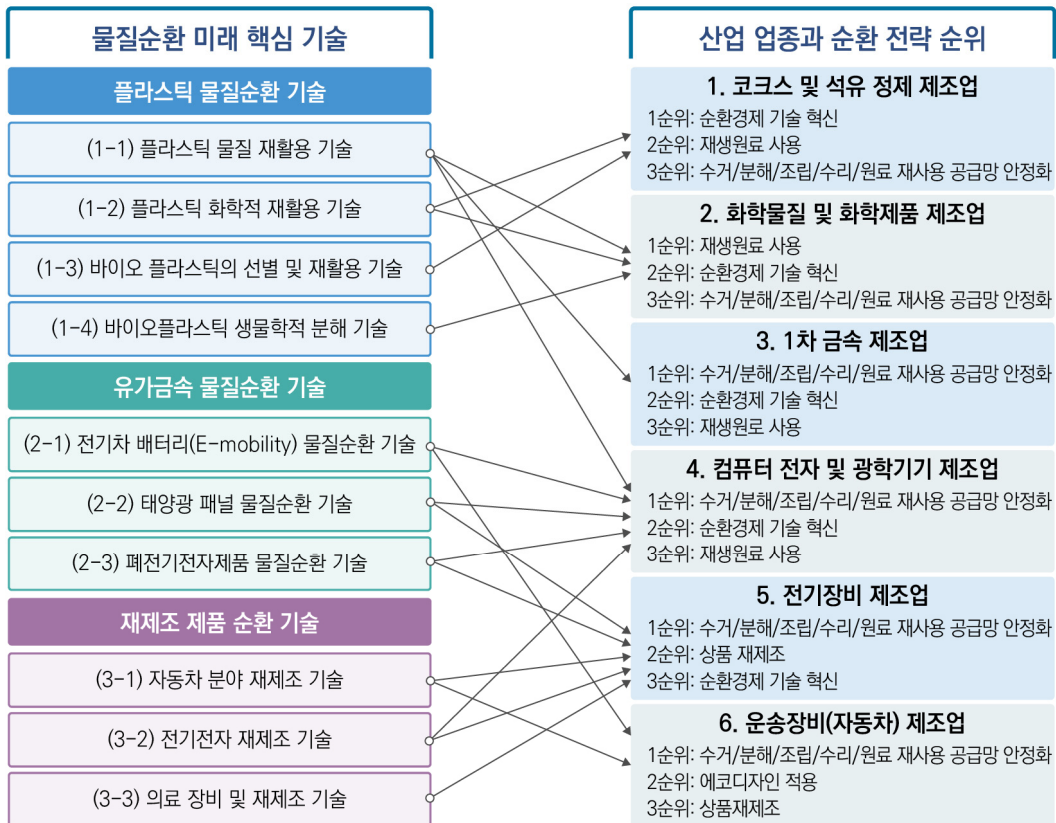 물질순환 미래 핵심 기술
플라스틱 물질순환 기술
(1-1) 플라스틱 물질 재활용 기술
(1-2) 플라스틱 화학적 재활용 기술
(1-3) 바이오 플라스틱의 선별 및 재활용 기술
(1-4) 바이오플라스틱 생물학적 분해 기술
유가금속 물질순환 기술
(2-1) 전기차 배터리(E-mobility) 물질순환 기술
(2-2) 태양광 패널 물질순환 기술
(2-3) 폐전기전자제품 물질순환 기술
재제조 제품 순환 기술
(3-1) 자동차 분야 재제조 기술
(3-2) 전기전자 재제조 기술
(3-3) 의료 장비 및 재제조 기술
산업 업종과 순환 전략 순위
1. 코크스 및 석유 정제 제조업
1순위: 순환경제 기술 혁신
2순위: 재생원료 사용
3순위: 수거/분해/조립/수리/원료 재사용 공급망 안정화
2. 화학물질 및 화학제품 제조업
1순위: 재생원료 사용
2순위: 순환경제 기술 혁신
3순위: 수거/분해/조립/수리/원료 재사용 공급망 안정화
3. 1차 금속 제조업
1순위: 수거/분해/조립/수리/원료 재사용 공급망 안정화
2순위: 순환경제 기술 혁신
3순위: 재생원료 사용
4. 컴퓨터 전자 및 광학기기 제조업
1순위: 수거/분해/조립/수리/원료 재사용 공급망 안정화
2순위: 순환경제 기술 혁신
3순위: 재생원료 사용
5. 전기장비 제조업
1순위: 수거/분해/조립/수리/원료 재사용 공급망 안정화
2순위: 상품 재제조
3순위: 순환경제 기술 혁신
6. 운송장비(자동차) 제조업
1순위: 수거/분해/조립/수리/원료 재사용 공급망 안정화
2순위: 에코디자인 적용
3순위: 상품재제조